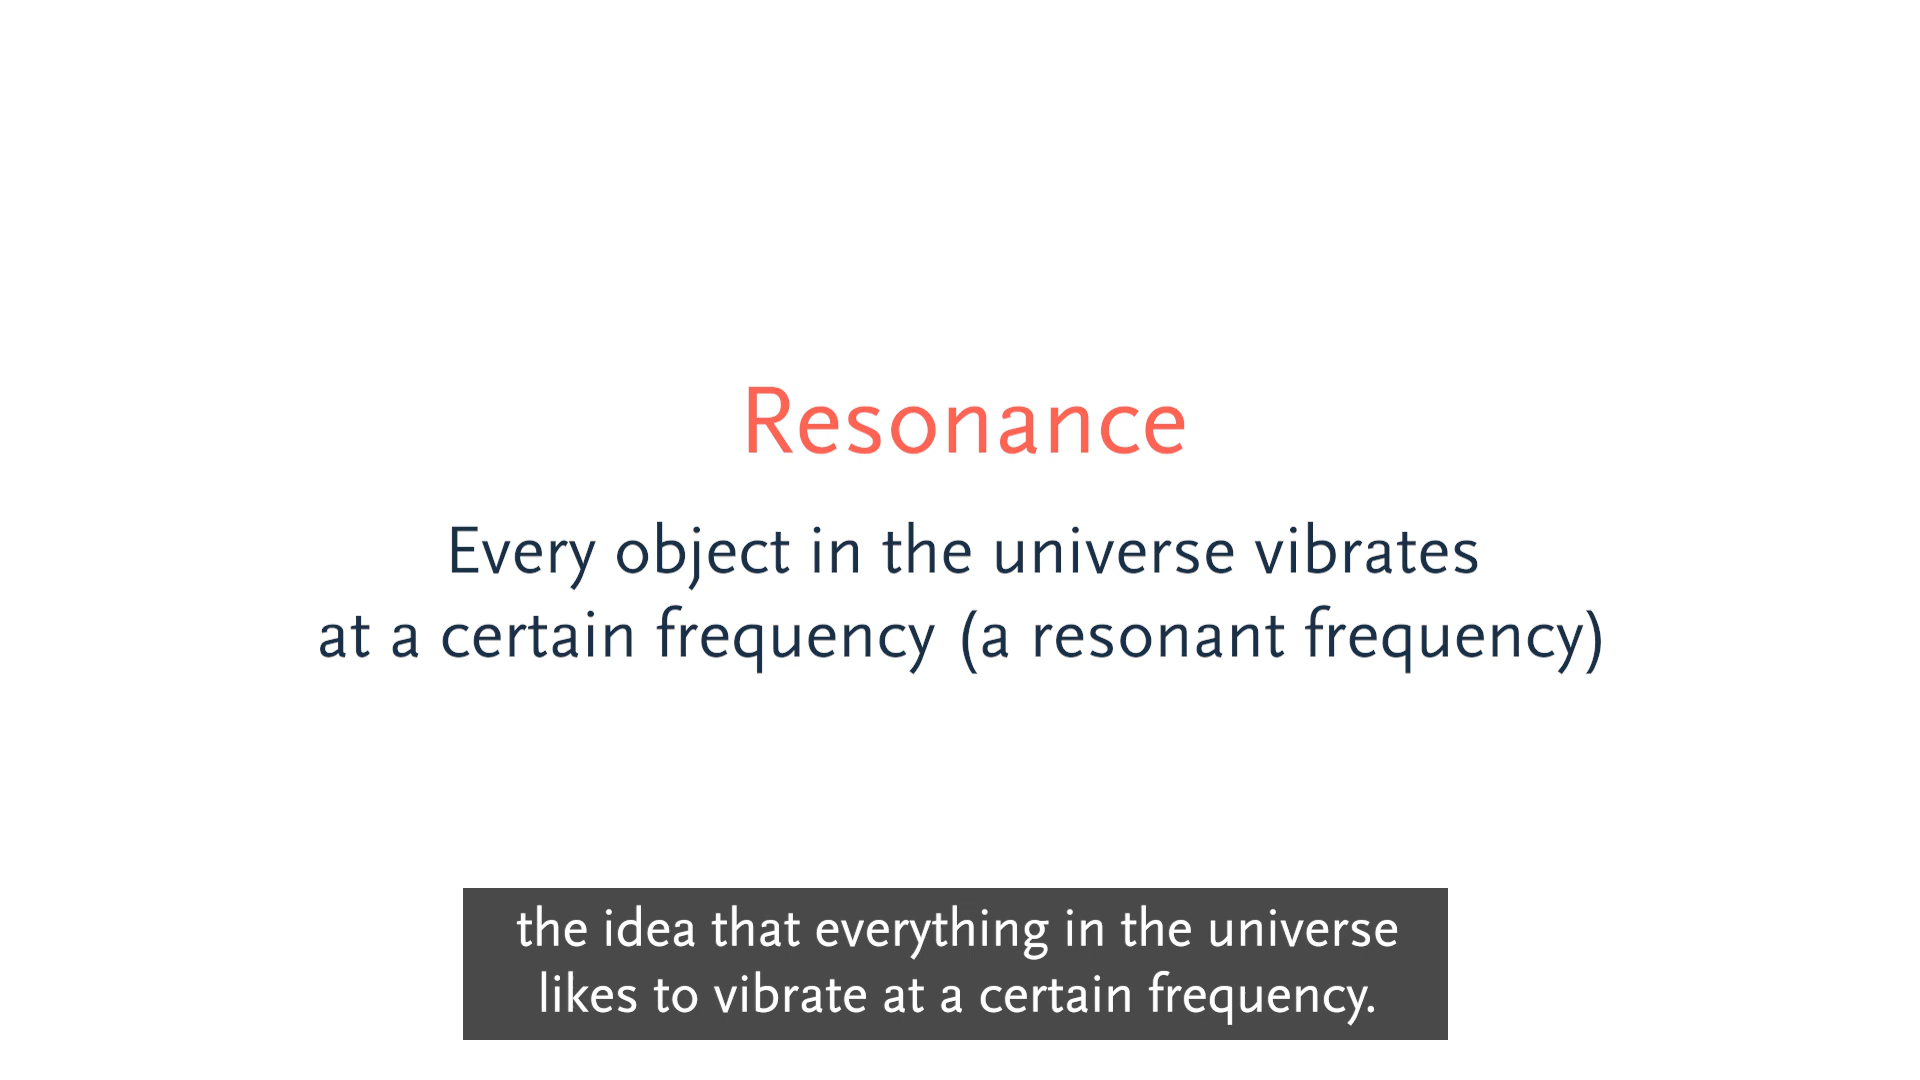 Resonance
Every object in the universe vibrates
at a certain frequency (a resonant frequency)
the idea that everything in the universe
likes to vibrate at a certain frequency.